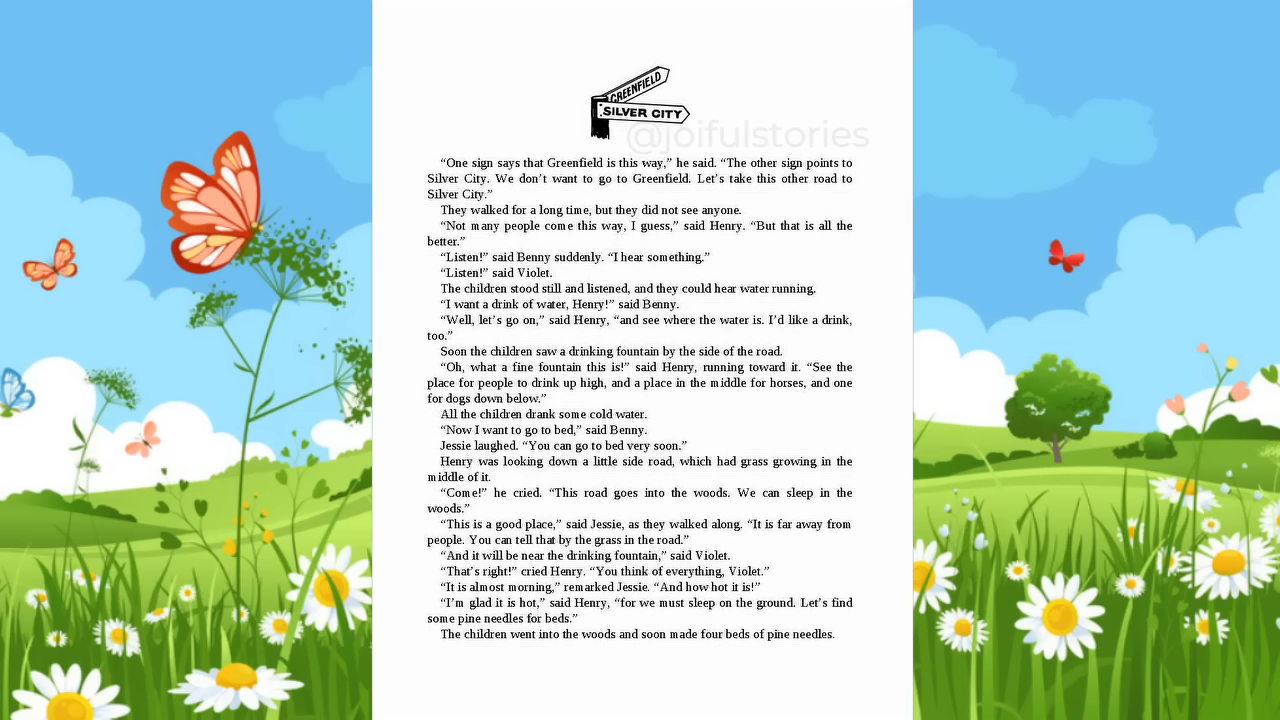 GREENFIELD
SILVER CITY
@joifulstories
“One sign says that Greenfield is this way,” he said. “The other sign points to
Silver City. We don’t want to go to Greenfield. Let’s take this other road to
Silver City.”
They walked for a long time, but they did not see anyone.
“Not many people come this way, I guess,” said Henry. “But that is all the
better.”
“Listen!” said Benny suddenly. “I hear something.”
“Listen!” said Violet.
The children stood still and listened, and they could hear water running.
“I want a drink of water, Henry!” said Benny.
“Well, let’s go on,” said Henry, “and see where the water is. I’d like a drink,
too.”
Soon the children saw a drinking fountain by the side of the road.
“Oh, what a fine fountain this is!” said Henry, running toward it. “See the
place for people to drink up high, and a place in the middle for horses, and one
for dogs down below.”
All the children drank some cold water.
“Now I want to go to bed,” said Benny.
Jessie laughed. “You can go to bed very soon.”
Henry was looking down a little side road, which had grass growing in the
middle of it.
“Come!” he cried. “This road goes into the woods. We can sleep in the
woods.”
“This is a good place,” said Jessie, as they walked along. “It is far away from
people. You can tell that by the grass in the road.”
“And it will be near the drinking fountain,” said Violet.
“That’s right!” cried Henry. “You think of everything, Violet.”
“It is almost morning,” remarked Jessie. “And how hot it is!”
“I’m glad it is hot,” said Henry, “for we must sleep on the ground. Let’s find
some pine needles for beds.”
The children went into the woods and soon made four beds of pine needles.